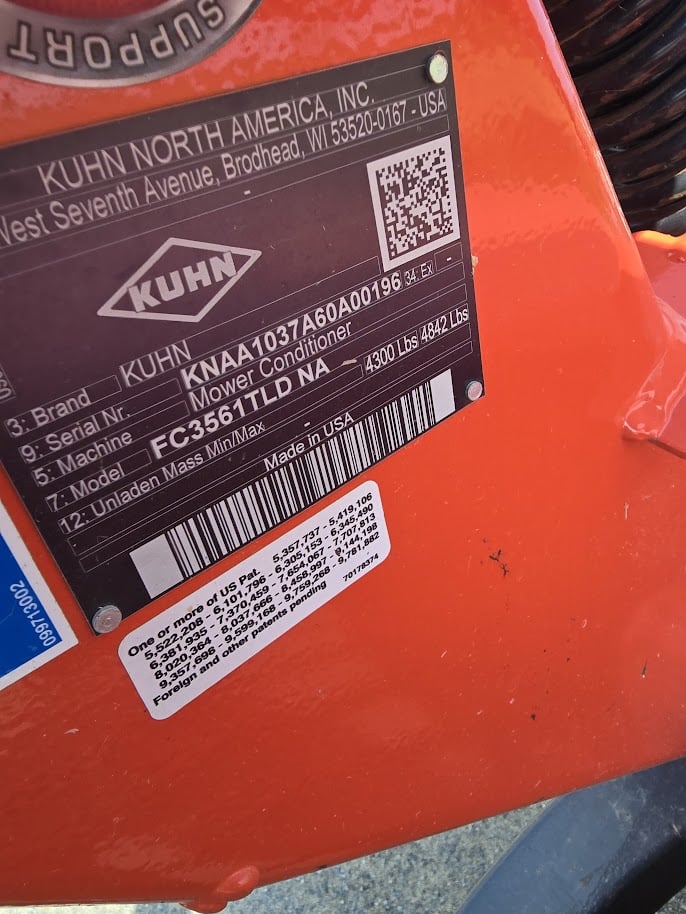 SUPPORT
KUHN NORTH AMERICA, INC.
West Seventh Avenue, Brodhead, WI 53520-0167 - USA
-
KUHN
3: Brand KUHN
9: Serial Nr. KNAA1037A60A00196 34: Ex -
5: Machine Mower Conditioner
7: Model FC3561TLD NA
12: Unladen Mass Min/Max - 4300 Lbs 4842 Lbs
Made in USA
One or more of US Pat. 5,357,737 - 5,419,106
5,522,208 - 6,101,796 - 6,305,153 - 6,345,490
6,381,935 - 7,370,459 - 7,654,067 - 7,707,813
8,020,364 - 8,037,666 - 8,458,997 - 9,144,198
9,357,698 - 9,599,168 - 9,759,268 - 9,781,882
Foreign and other patents pending 70178374
099713002